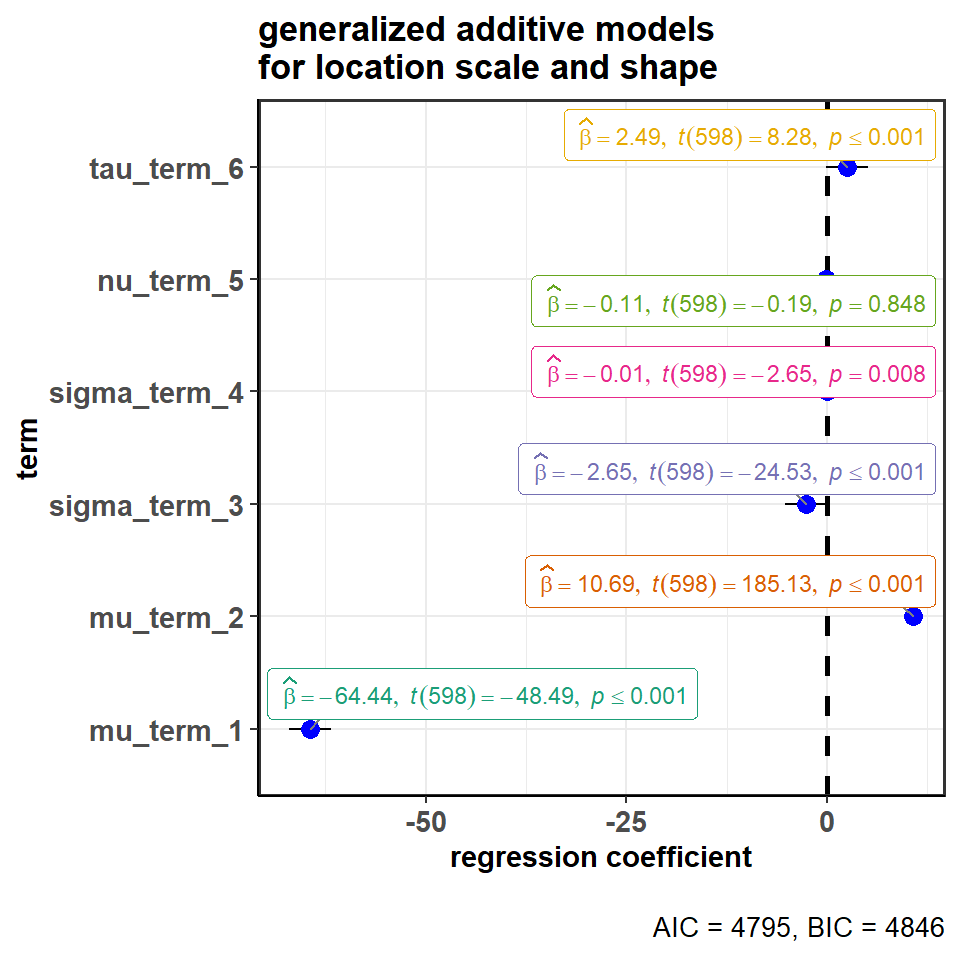 generalized additive models
for location scale and shape
term
tau_term_6
β̂ = 2.49, t(598) = 8.28, p ≤ 0.001
nu_term_5
β̂ = −0.11, t(598) = −0.19, p = 0.848
sigma_term_4
β̂ = −0.01, t(598) = −2.65, p = 0.008
sigma_term_3
β̂ = −2.65, t(598) = −24.53, p ≤ 0.001
mu_term_2
β̂ = 10.69, t(598) = 185.13, p ≤ 0.001
mu_term_1
β̂ = −64.44, t(598) = −48.49, p ≤ 0.001
-50 -25 0
regression coefficient
AIC = 4795, BIC = 4846